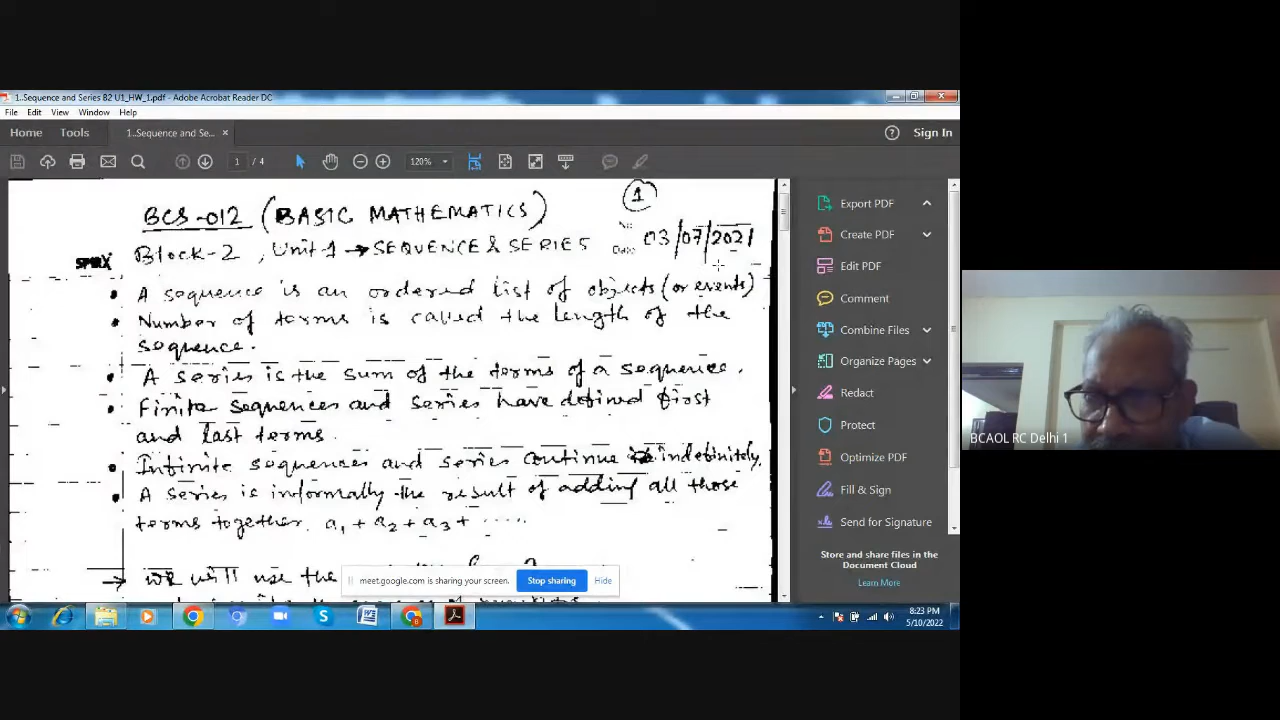 1..Sequence and Series B2 U1_HW_1.pdf - Adobe Acrobat Reader DC
File Edit View Window Help
Home Tools 1..Sequence and Se... × Sign In
1 / 4 120%
1
BCS-012 (BASIC MATHEMATICS)
03/07/2021
Block-2, Unit-1 → SEQUENCE & SERIES
• A sequence is an ordered list of objects (or events)
• Number of terms is called the length of the
sequence.
• A series is the sum of the terms of a sequence.
• Finite sequences and series have defined first
and last terms.
• Infinite sequences and series continue indefinitely.
• A series is informally the result of adding all those
terms together. a1 + a2 + a3 + .....
→ we will use the
meet.google.com is sharing your screen. Stop sharing Hide
Export PDF
Create PDF
Edit PDF
Comment
Combine Files
Organize Pages
Redact
Protect
Optimize PDF
Fill & Sign
Send for Signature
Store and share files in the
Document Cloud
Learn More
8:23 PM
5/10/2022
BCAOL RC Delhi 1